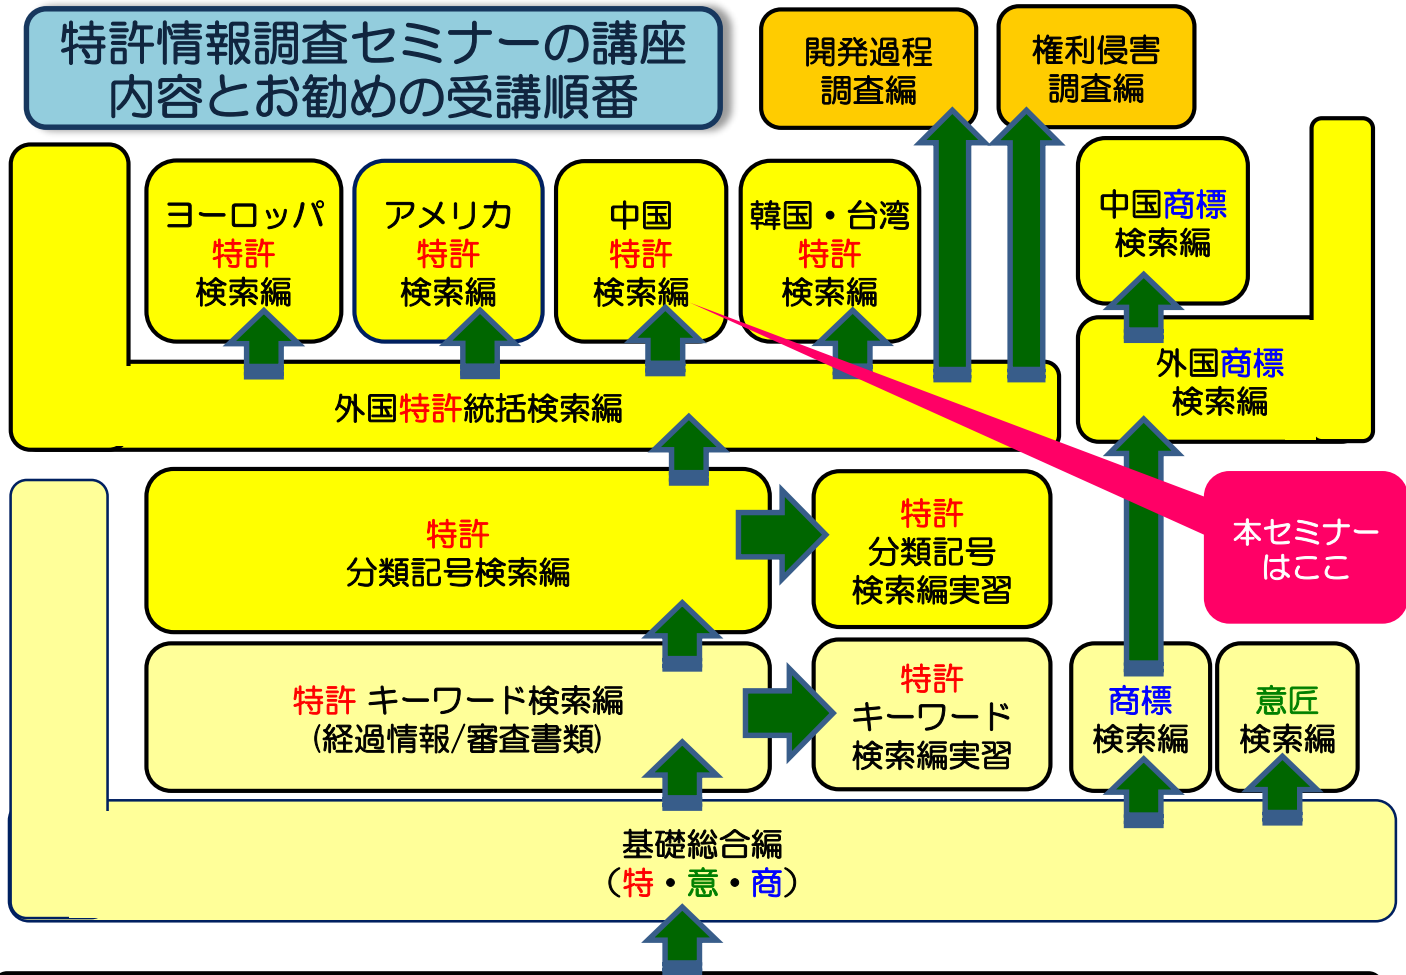 特許情報調査セミナーの講座
内容とお勧めの受講順番
開発過程
調査編
権利侵害
調査編
ヨーロッパ
特許
検索編
アメリカ
特許
検索編
中国
特許
検索編
韓国・台湾
特許
検索編
中国商標
検索編
外国特許統括検索編
外国商標
検索編
特許
分類記号検索編
特許
分類記号
検索編実習
本セミナー
はここ
特許 キーワード検索編
(経過情報/審査書類)
特許
キーワード
検索編実習
商標
検索編
意匠
検索編
基礎総合編
（特・意・商）